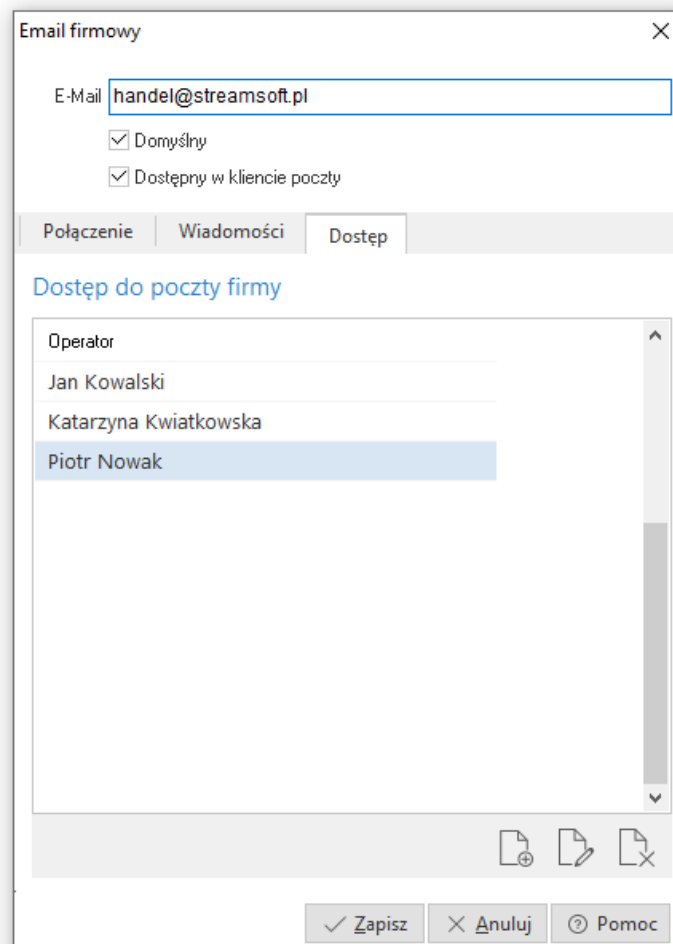 Email firmowy
E-Mail handel@streamsoft.pl
Domyślny
Dostępny w kliencie poczty
Połączenie Wiadomości Dostęp
Dostęp do poczty firmy
Operator
Jan Kowalski
Katarzyna Kwiatkowska
Piotr Nowak
Zapisz Anuluj Pomoc